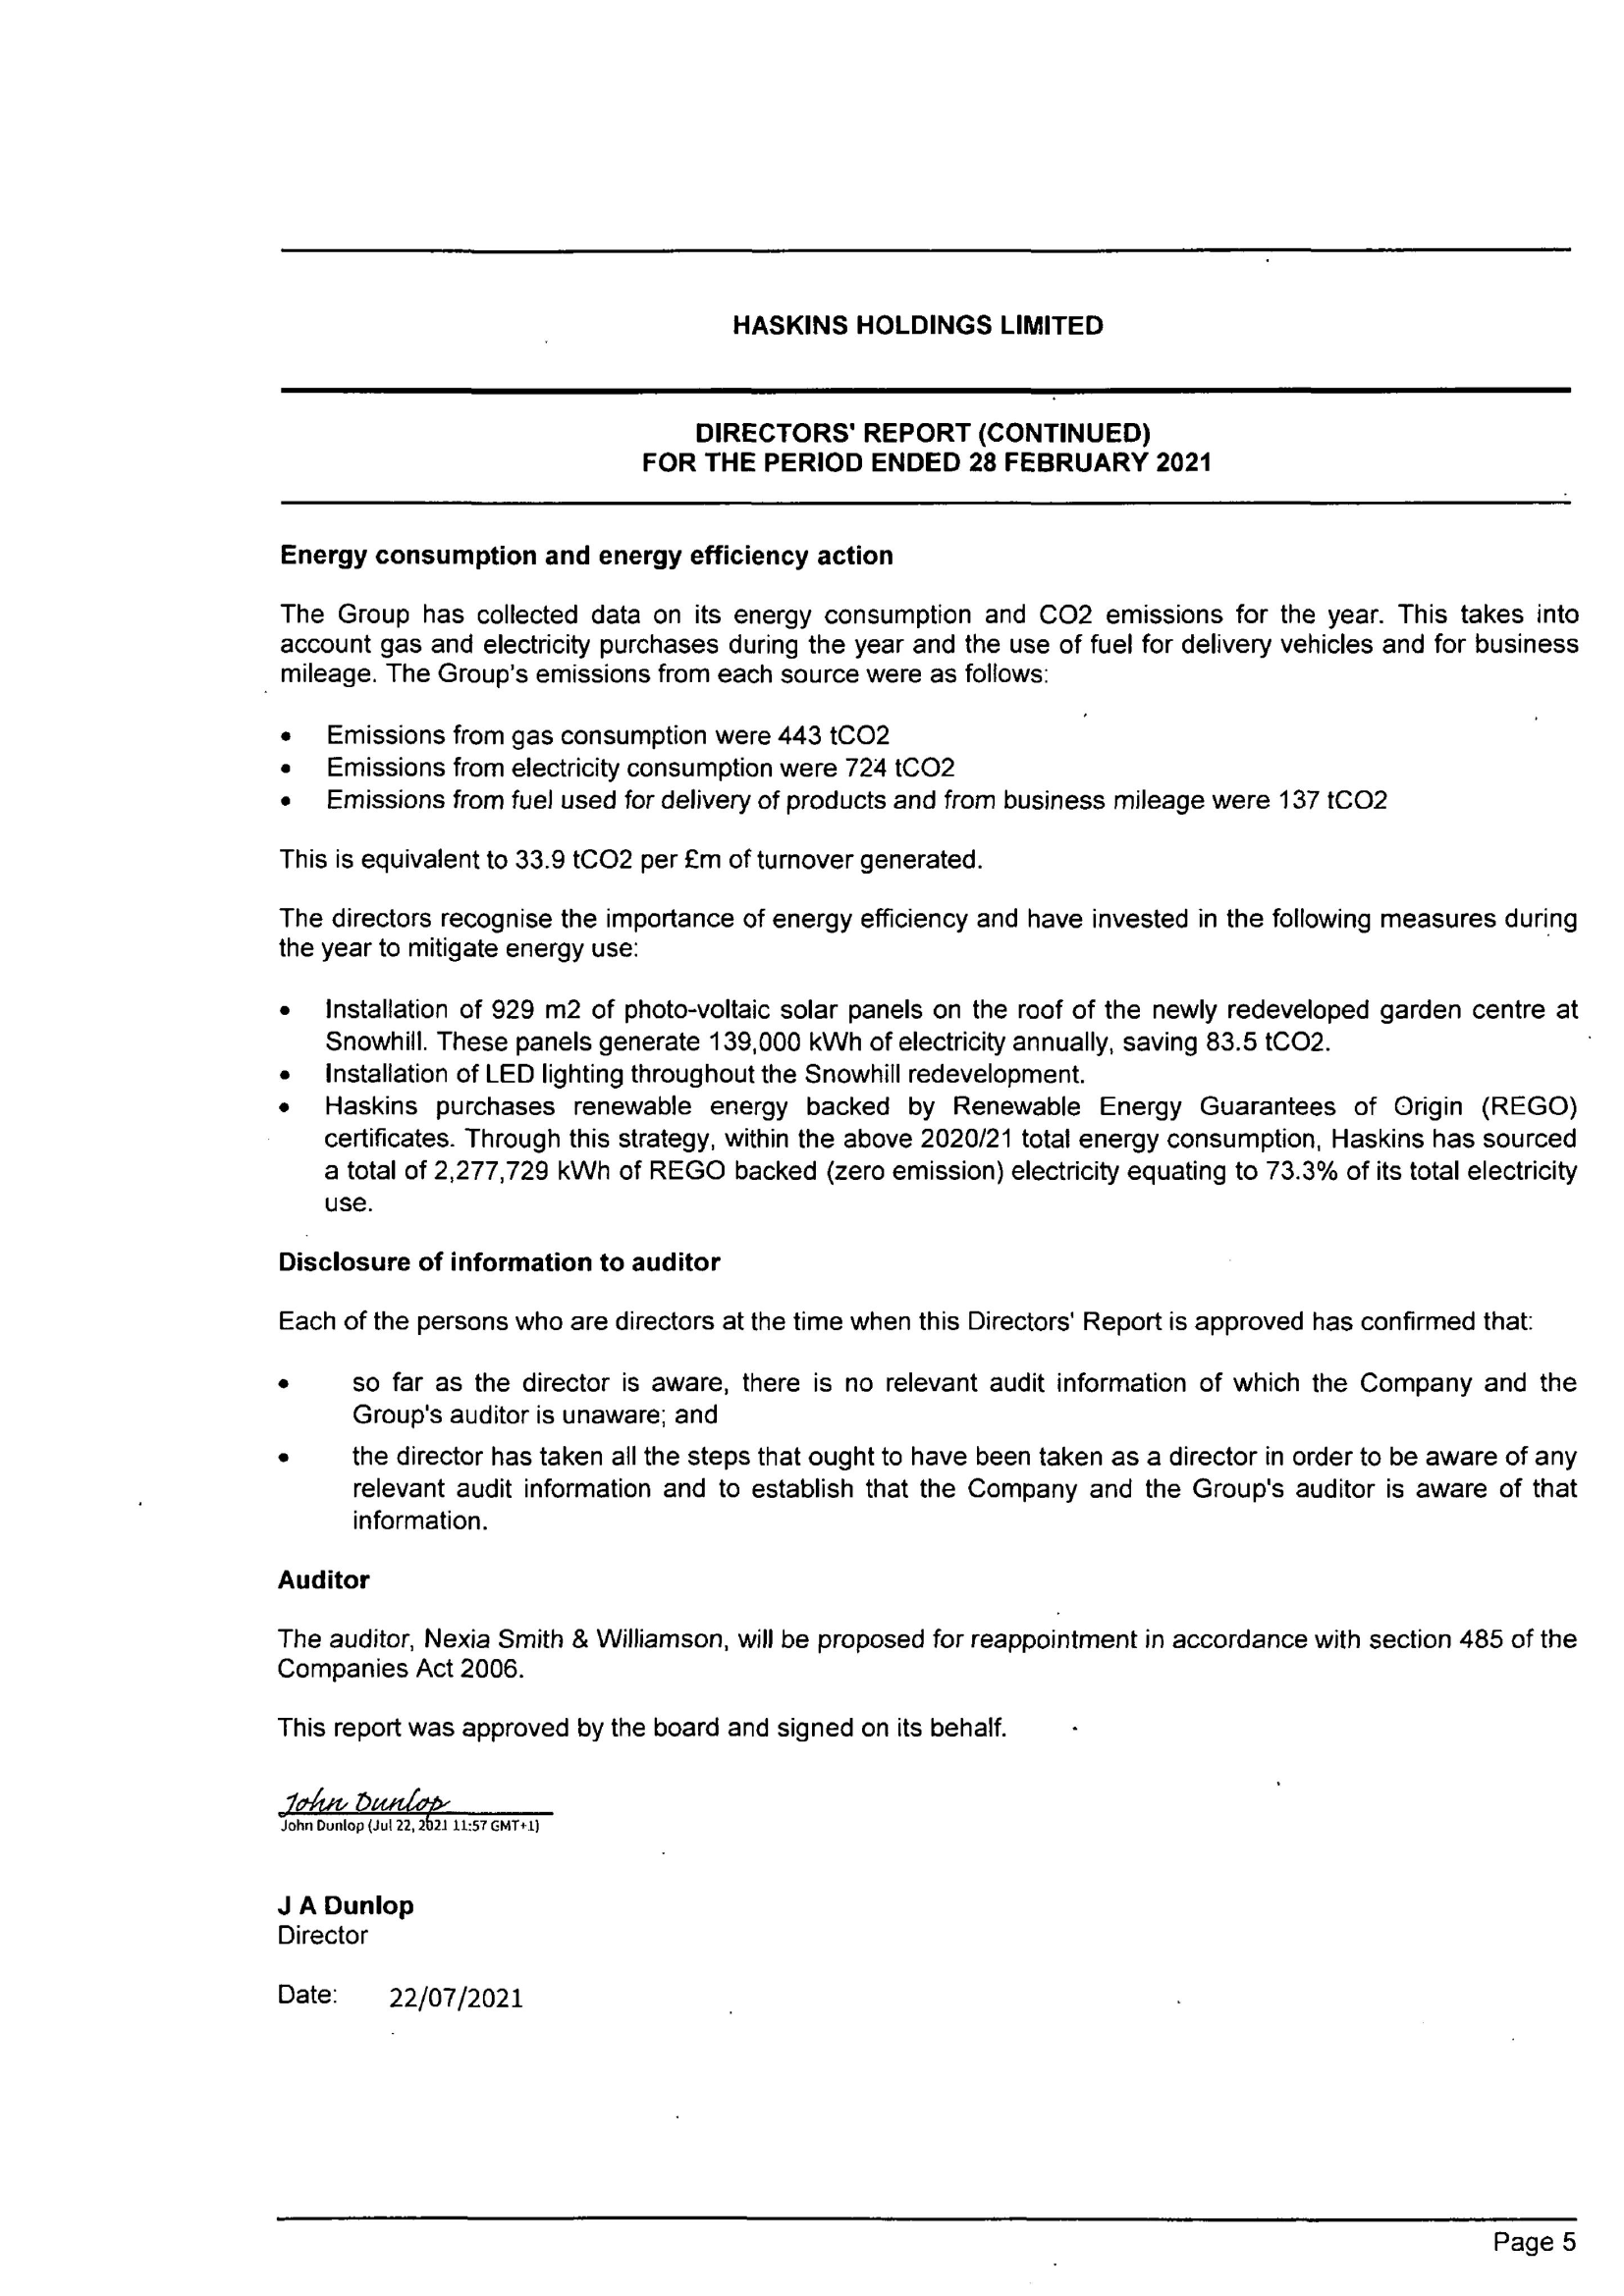 HASKINS HOLDINGS LIMITED
DIRECTORS' REPORT (CONTINUED)
FOR THE PERIOD ENDED 28 FEBRUARY 2021
Energy consumption and energy efficiency action
The Group has collected data on its energy consumption and CO2 emissions for the year. This takes into
account gas and electricity purchases during the year and the use of fuel for delivery vehicles and for business
mileage. The Group's emissions from each source were as follows:
• Emissions from gas consumption were 443 tCO2
• Emissions from electricity consumption were 724 tCO2
• Emissions from fuel used for delivery of products and from business mileage were 137 tCO2
This is equivalent to 33.9 tCO2 per £m of turnover generated.
The directors recognise the importance of energy efficiency and have invested in the following measures during
the year to mitigate energy use:
• Installation of 929 m2 of photo-voltaic solar panels on the roof of the newly redeveloped garden centre at
Snowhill. These panels generate 139,000 kWh of electricity annually, saving 83.5 tCO2.
• Installation of LED lighting throughout the Snowhill redevelopment.
• Haskins purchases renewable energy backed by Renewable Energy Guarantees of Origin (REGO)
certificates. Through this strategy, within the above 2020/21 total energy consumption, Haskins has sourced
a total of 2,277,729 kWh of REGO backed (zero emission) electricity equating to 73.3% of its total electricity
use.
Disclosure of information to auditor
Each of the persons who are directors at the time when this Directors' Report is approved has confirmed that:
• so far as the director is aware, there is no relevant audit information of which the Company and the
Group's auditor is unaware; and
• the director has taken all the steps that ought to have been taken as a director in order to be aware of any
relevant audit information and to establish that the Company and the Group's auditor is aware of that
information.
Auditor
The auditor, Nexia Smith & Williamson, will be proposed for reappointment in accordance with section 485 of the
Companies Act 2006.
This report was approved by the board and signed on its behalf.
John Dunlop
John Dunlop (Jul 22, 2021 11:57 GMT+1)
J A Dunlop
Director
Date: 22/07/2021
Page 5